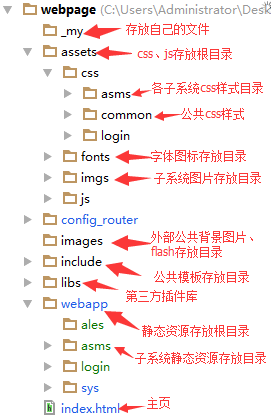 webpage (C:\Users\Administrator\Desk
_my 存放自己的文件
assets css、js存放根目录
css
asms 各子系统css样式目录
common 公共css样式
login
fonts 字体图标存放目录
imgs 子系统图片存放目录
js
config_router
images 外部公共背景图片、
flash存放目录
include 公共模板存放目录
libs 第三方插件库
webapp 静态资源存放根目录
ales
asms 子系统静态资源存放目录
login
sys
index.html 主页